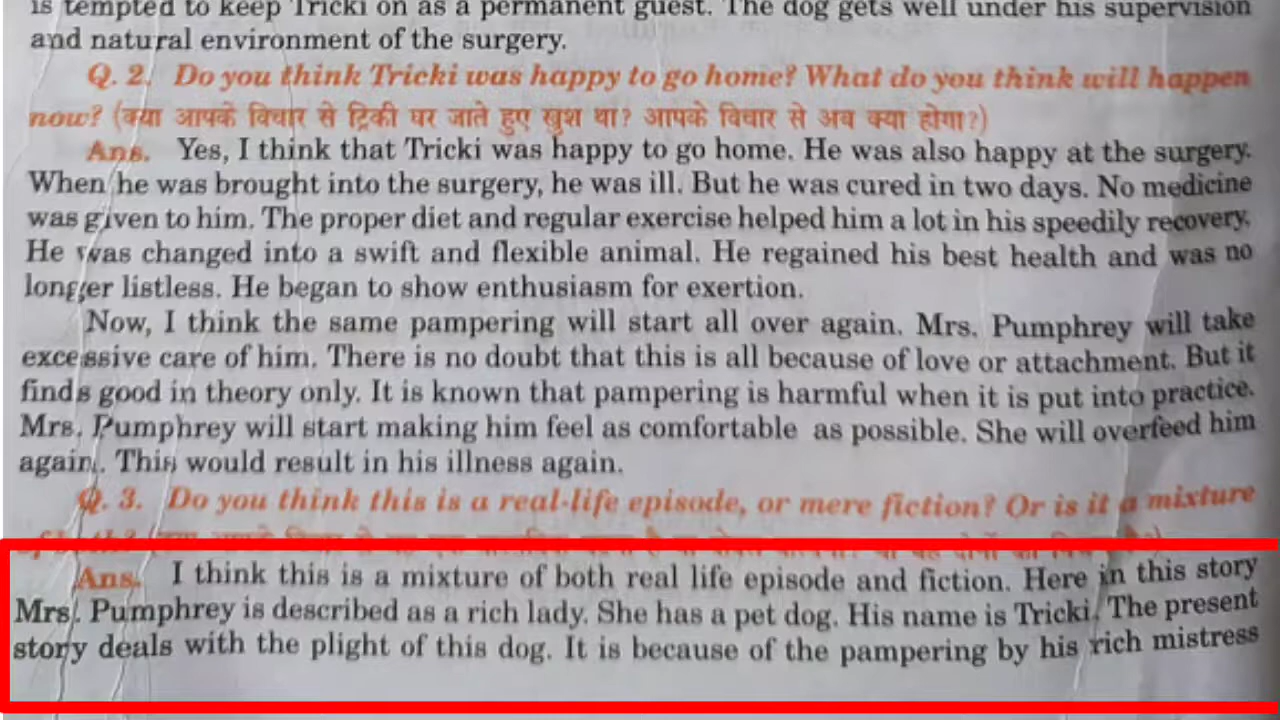 is tempted to keep Tricki on as a permanent guest. The dog gets well under his supervision
and natural environment of the surgery.
Q. 2. Do you think Tricki was happy to go home? What do you think will happen
now? (क्या आपके विचार से ट्रिकी घर जाते हुए खुश था? आपके विचार से अब क्या होगा?)
Ans. Yes, I think that Tricki was happy to go home. He was also happy at the surgery.
When he was brought into the surgery, he was ill. But he was cured in two days. No medicine
was given to him. The proper diet and regular exercise helped him a lot in his speedily recovery.
He was changed into a swift and flexible animal. He regained his best health and was no
longer listless. He began to show enthusiasm for exertion.
Now, I think the same pampering will start all over again. Mrs. Pumphrey will take
excessive care of him. There is no doubt that this is all because of love or attachment. But it
finds good in theory only. It is known that pampering is harmful when it is put into practice.
Mrs. Pumphrey will start making him feel as comfortable as possible. She will overfeed him
again. This would result in his illness again.
Q. 3. Do you think this is a real-life episode, or mere fiction? Or is it a mixture
Ans. I think this is a mixture of both real life episode and fiction. Here in this story
Mrs. Pumphrey is described as a rich lady. She has a pet dog. His name is Tricki. The present
story deals with the plight of this dog. It is because of the pampering by his rich mistress